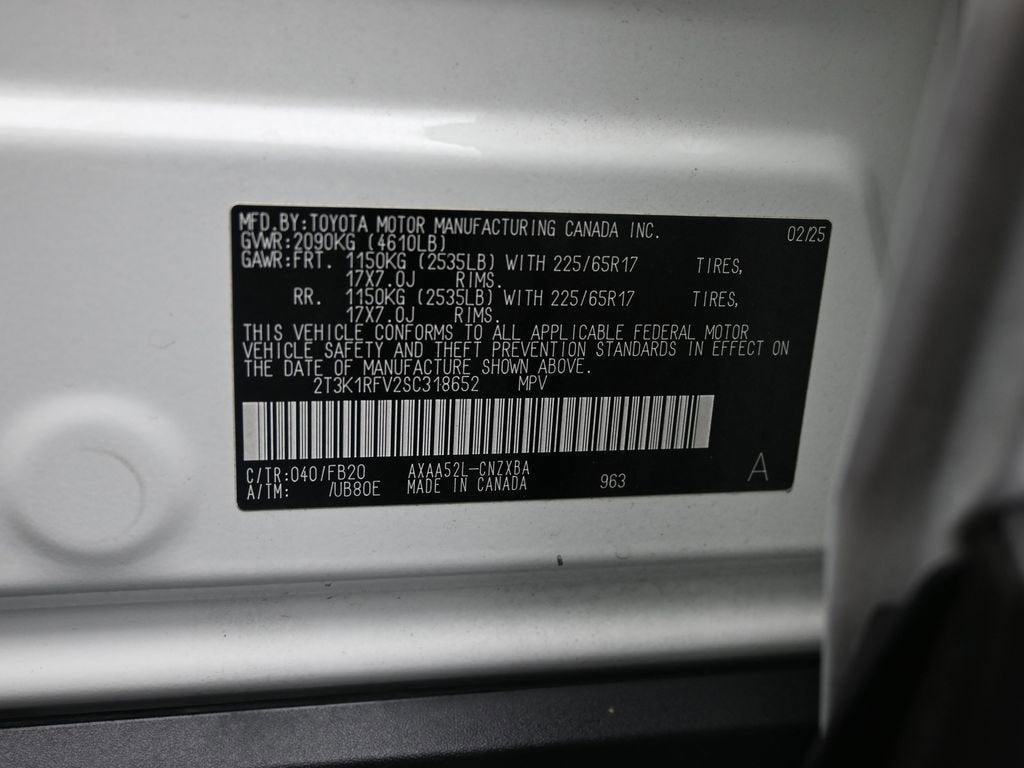 MFD.BY:TOYOTA MOTOR MANUFACTURING CANADA INC. 02/25
GVWR:2090KG (4610LB)
GAWR:FRT. 1150KG (2535LB) WITH 225/65R17 TIRES,
17X7.0J RIMS.
RR. 1150KG (2535LB) WITH 225/65R17 TIRES,
17X7.0J RIMS.
THIS VEHICLE CONFORMS TO ALL APPLICABLE FEDERAL MOTOR
VEHICLE SAFETY AND THEFT PREVENTION STANDARDS IN EFFECT ON
THE DATE OF MANUFACTURE SHOWN ABOVE.
2T3K1RFV2SC318652 MPV
C/TR:040/FB20 AXAA52L-CNZXBA
A/TM: /UB80E MADE IN CANADA 963 A